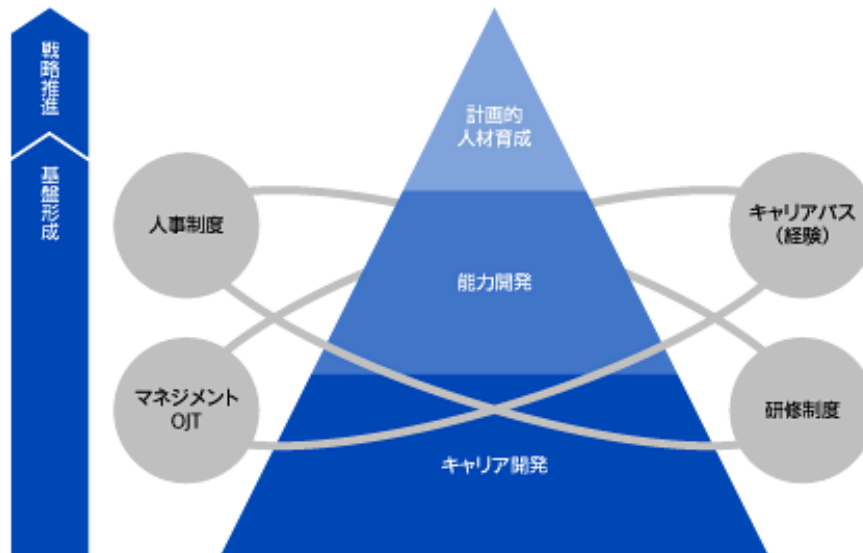 戦略推進
基盤形成
計画的
人材育成
人事制度
キャリアパス
(経験)
能力開発
マネジメント
OJT
研修制度
キャリア開発